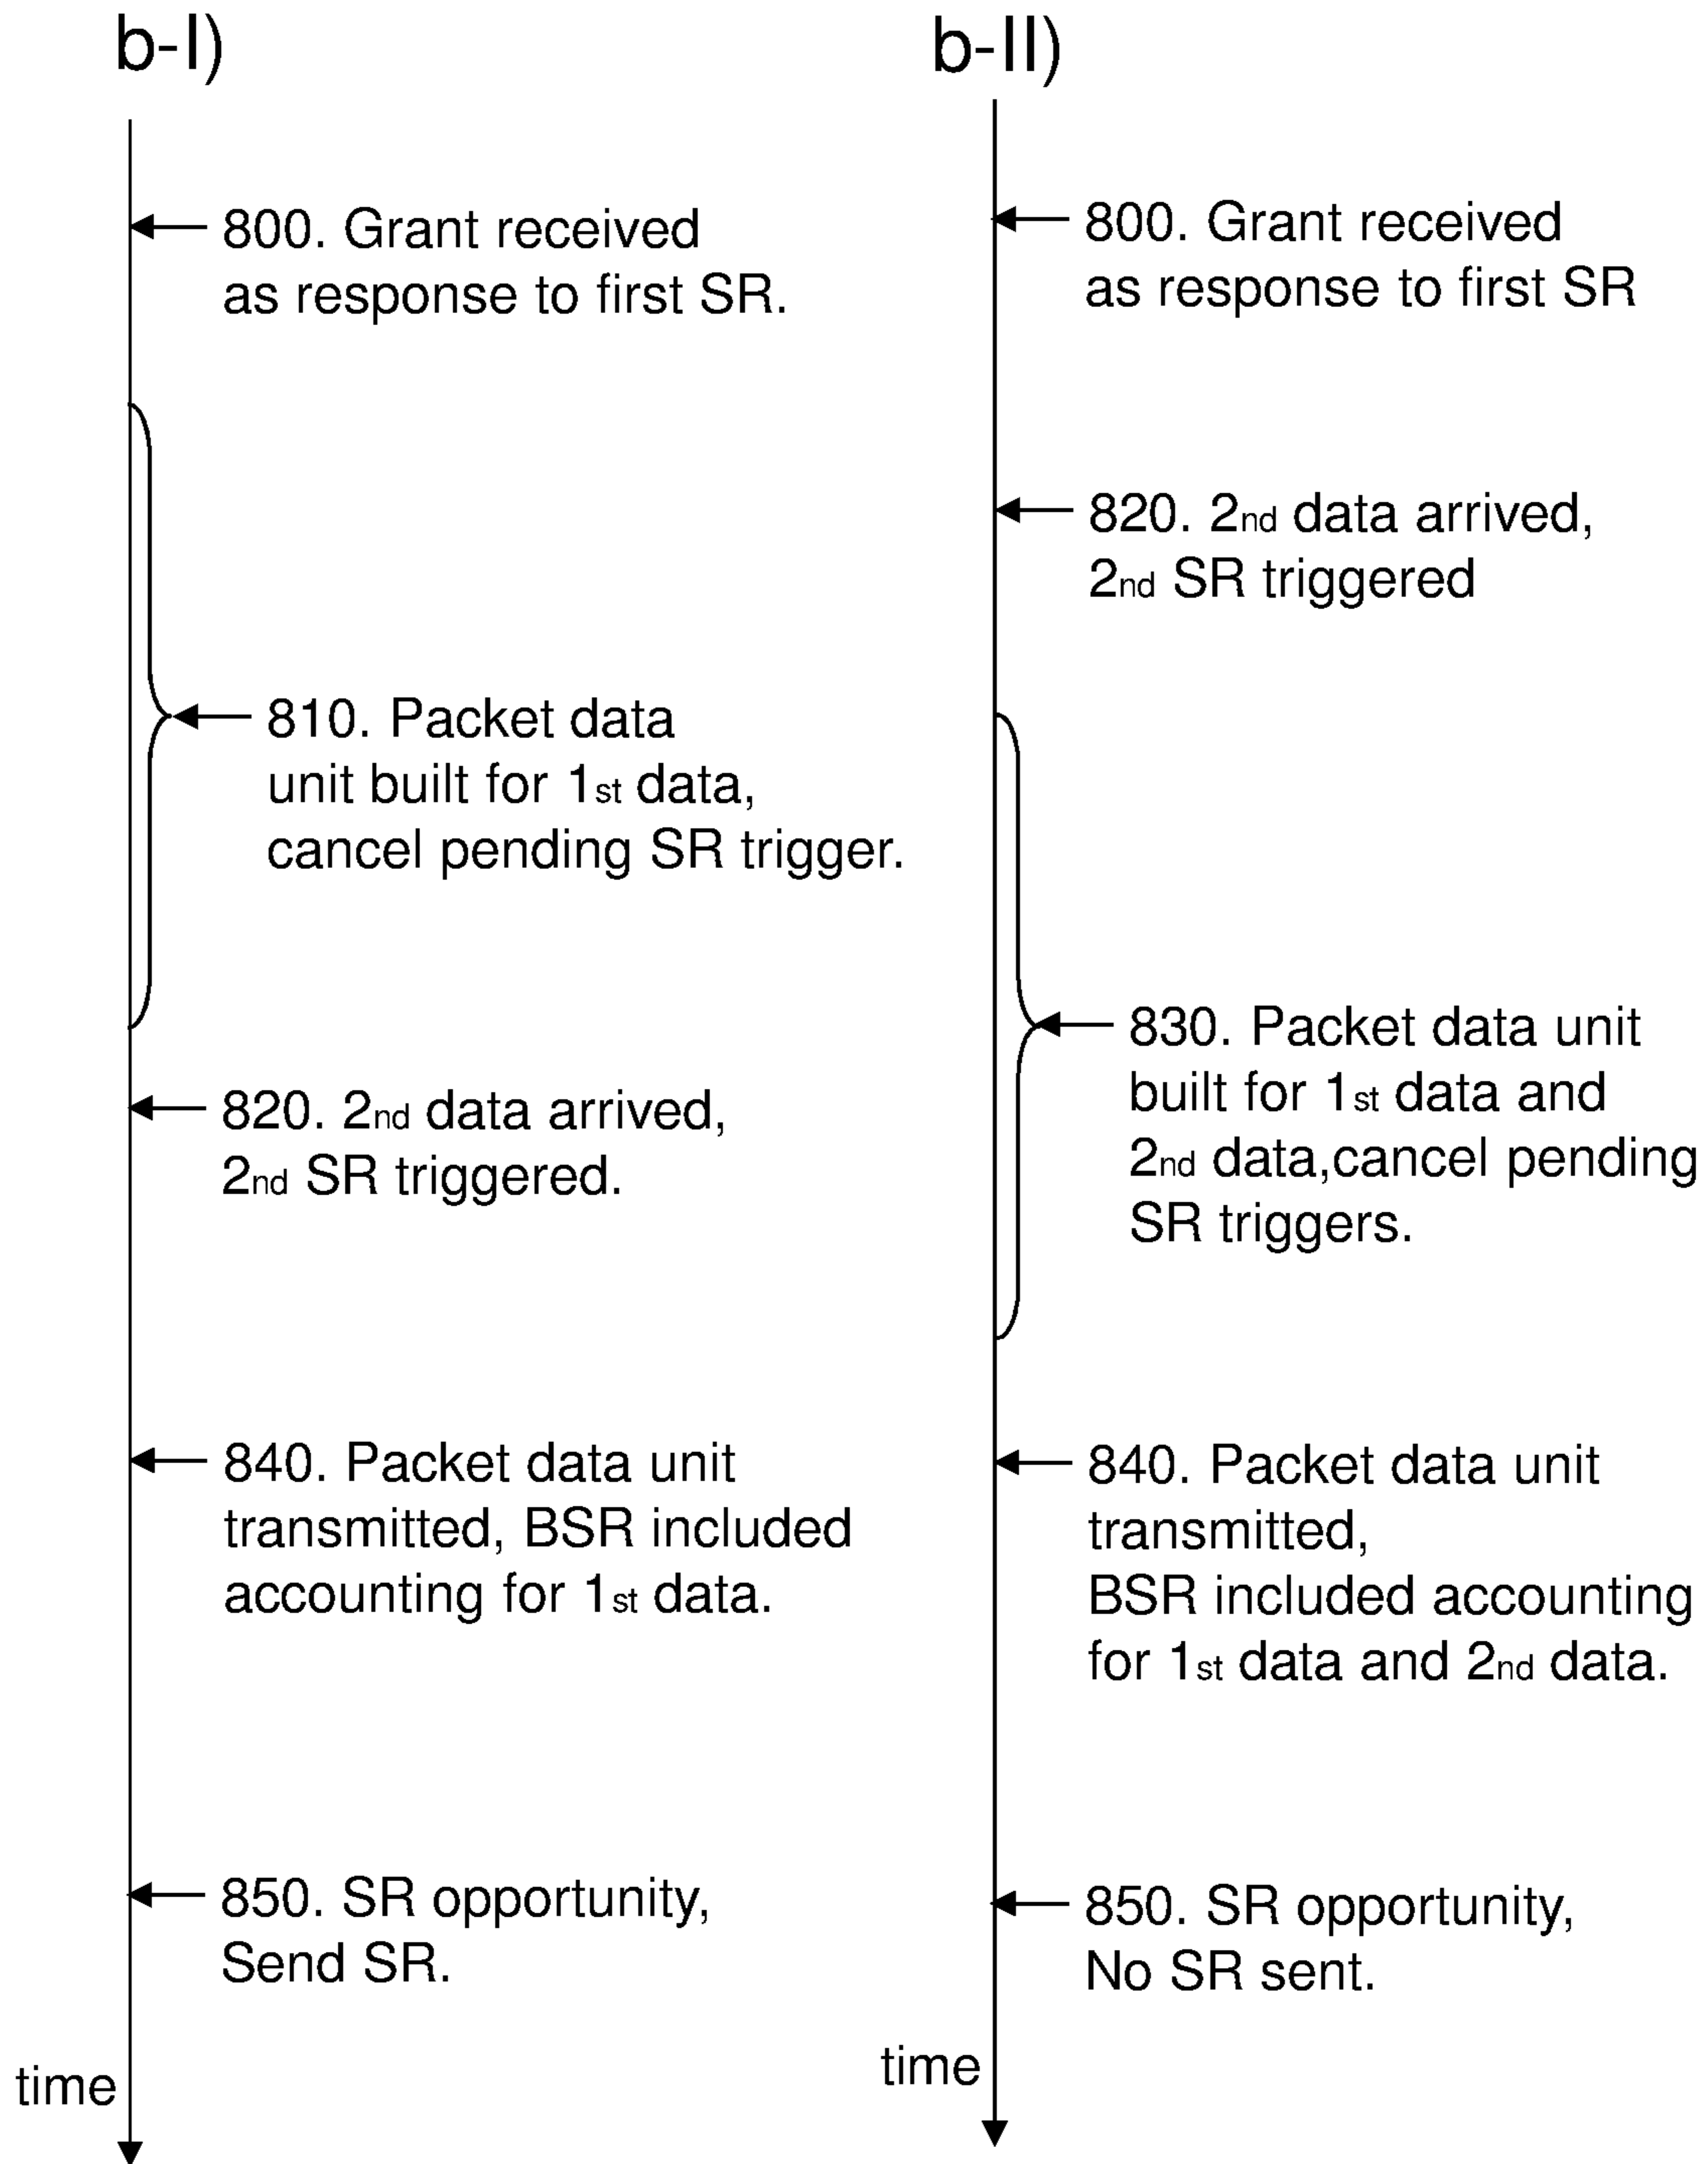 b-I)
800. Grant received
as response to first SR.
810. Packet data
unit built for 1st data,
cancel pending SR trigger.
820. 2nd data arrived,
2nd SR triggered.
840. Packet data unit
transmitted, BSR included
accounting for 1st data.
850. SR opportunity,
Send SR.
time
b-II)
800. Grant received
as response to first SR
820. 2nd data arrived,
2nd SR triggered
830. Packet data unit
built for 1st data and
2nd data,cancel pending
SR triggers.
840. Packet data unit
transmitted,
BSR included accounting
for 1st data and 2nd data.
850. SR opportunity,
No SR sent.
time